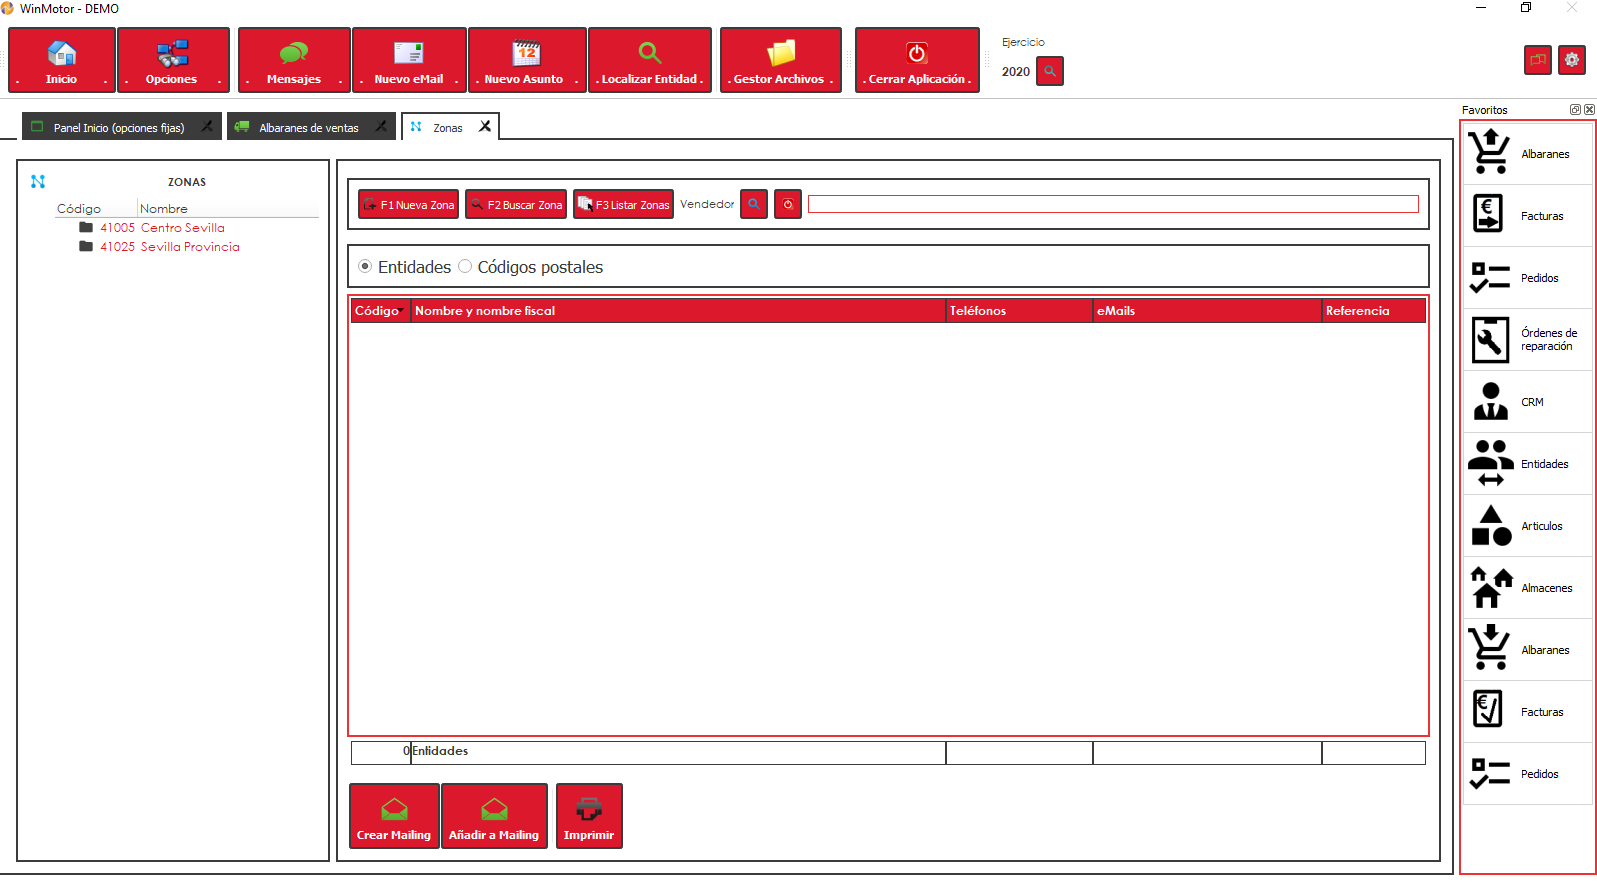 WinMotor - DEMO
. Inicio .
. Opciones .
. Mensajes .
. Nuevo eMail .
12
. Nuevo Asunto .
. Localizar Entidad .
. Gestor Archivos .
. Cerrar Aplicación .
Ejercicio
2020
Panel Inicio (opciones fijas)
Albaranes de ventas
Zonas
ZONAS
Código Nombre
41005 Centro Sevilla
41025 Sevilla Provincia
F1 Nueva Zona
F2 Buscar Zona
F3 Listar Zonas
Vendedor
Entidades
Códigos postales
Código Nombre y nombre fiscal Teléfonos eMails Referencia
0 Entidades
Crear Mailing
Añadir a Mailing
Imprimir
Favoritos
Albaranes
€
Facturas
Pedidos
Órdenes de
reparación
CRM
Entidades
Articulos
Almacenes
Albaranes
€
Facturas
Pedidos